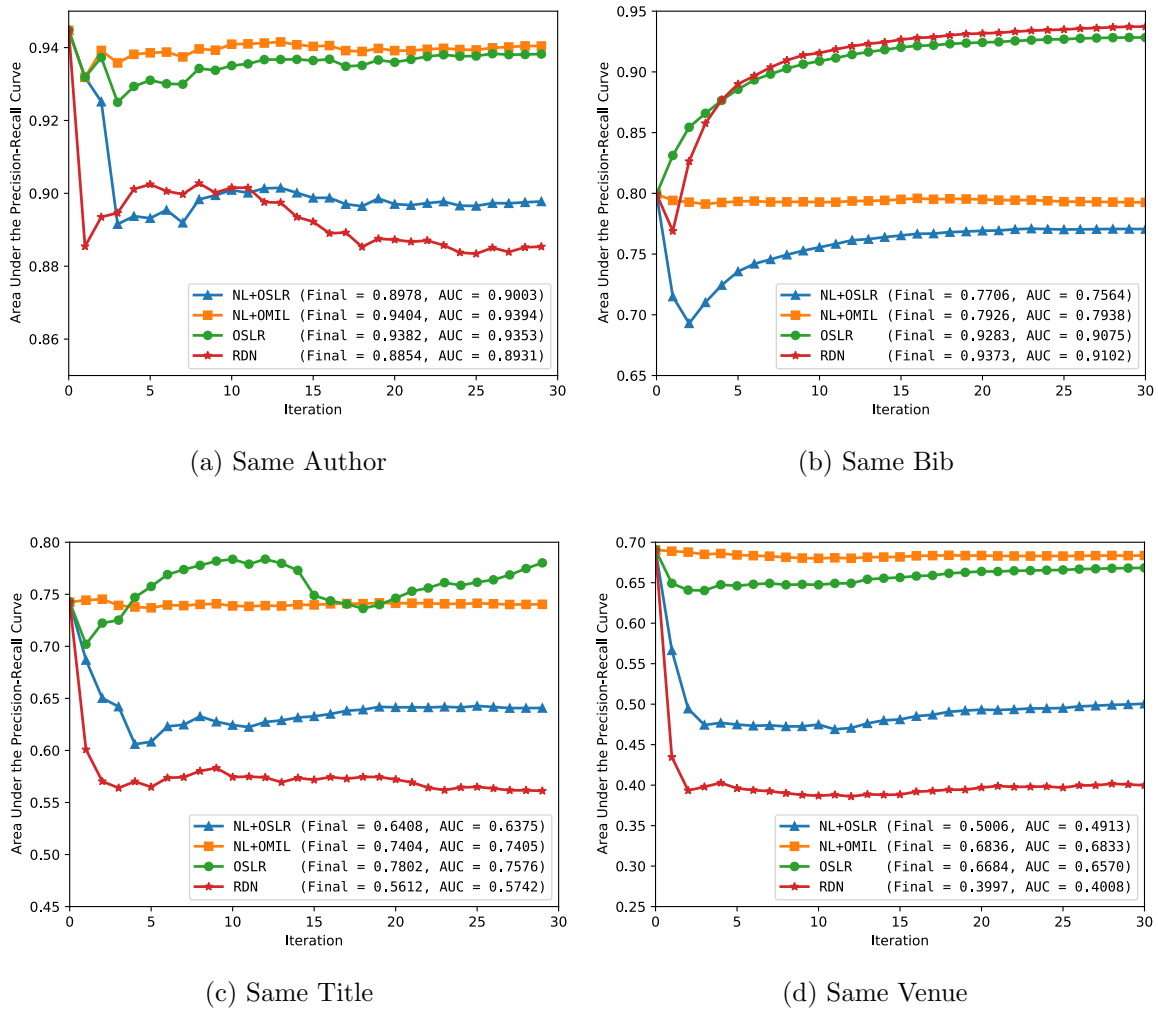 Area Under the Precision-Recall Curve
0.94
0.92
0.90
0.88
0.86
NL+OSLR (Final = 0.8978, AUC = 0.9003)
NL+OMIL (Final = 0.9404, AUC = 0.9394)
OSLR (Final = 0.9382, AUC = 0.9353)
RDN (Final = 0.8854, AUC = 0.8931)
0 5 10 15 20 25 30
Iteration
(a) Same Author
Area Under the Precision-Recall Curve
0.95
0.90
0.85
0.80
0.75
0.70
0.65
NL+OSLR (Final = 0.7706, AUC = 0.7564)
NL+OMIL (Final = 0.7926, AUC = 0.7938)
OSLR (Final = 0.9283, AUC = 0.9075)
RDN (Final = 0.9373, AUC = 0.9102)
0 5 10 15 20 25 30
Iteration
(b) Same Bib
Area Under the Precision-Recall Curve
0.80
0.75
0.70
0.65
0.60
0.55
0.50
0.45
NL+OSLR (Final = 0.6408, AUC = 0.6375)
NL+OMIL (Final = 0.7404, AUC = 0.7405)
OSLR (Final = 0.7802, AUC = 0.7576)
RDN (Final = 0.5612, AUC = 0.5742)
0 5 10 15 20 25 30
Iteration
(c) Same Title
Area Under the Precision-Recall Curve
0.70
0.65
0.60
0.55
0.50
0.45
0.40
0.35
0.30
0.25
NL+OSLR (Final = 0.5006, AUC = 0.4913)
NL+OMIL (Final = 0.6836, AUC = 0.6833)
OSLR (Final = 0.6684, AUC = 0.6570)
RDN (Final = 0.3997, AUC = 0.4008)
0 5 10 15 20 25 30
Iteration
(d) Same Venue